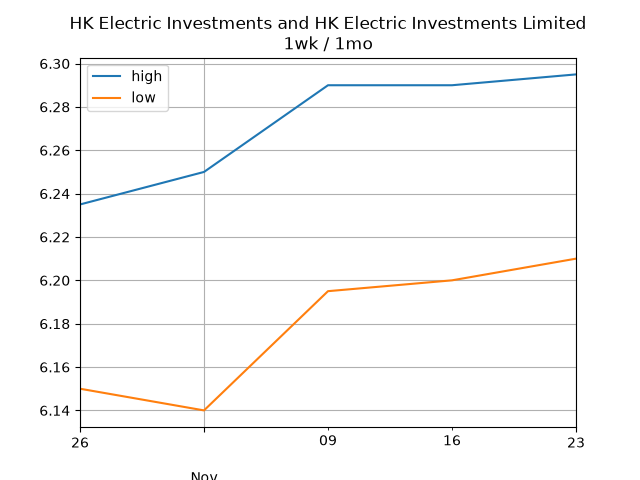 HK Electric Investments and HK Electric Investments Limited
1wk / 1mo
high
low
6.30
6.28
6.26
6.24
6.22
6.20
6.18
6.16
6.14
26
09
16
23
Nov